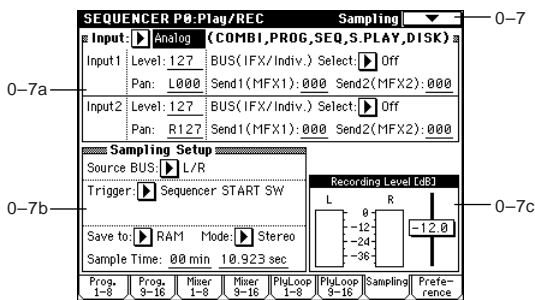 SEQUENCER P0:Play/REC Sampling
0–7
Input: Analog (COMBI,PROG,SEQ,S.PLAY,DISK)
Input1 Level: 127 BUS(IFX/Indiv.) Select: Off
Pan: L000 Send1(MFX1): 000 Send2(MFX2): 000
0–7a
Input2 Level: 127 BUS(IFX/Indiv.) Select: Off
Pan: R127 Send1(MFX1): 000 Send2(MFX2): 000
Sampling Setup
Source BUS: L/R
Trigger: Sequencer START SW
0–7b
Save to: RAM Mode: Stereo
Sample Time: 00 min 10.923 sec
Recording Level [dB]
L R
0
-12
-24
-36
-12.0
0–7c
Prog. 1-8 Prog. 9-16 Mixer 1-8 Mixer 9-16 PlyLoop 1-8 PlyLoop 9-16 Sampling Prefe-rence